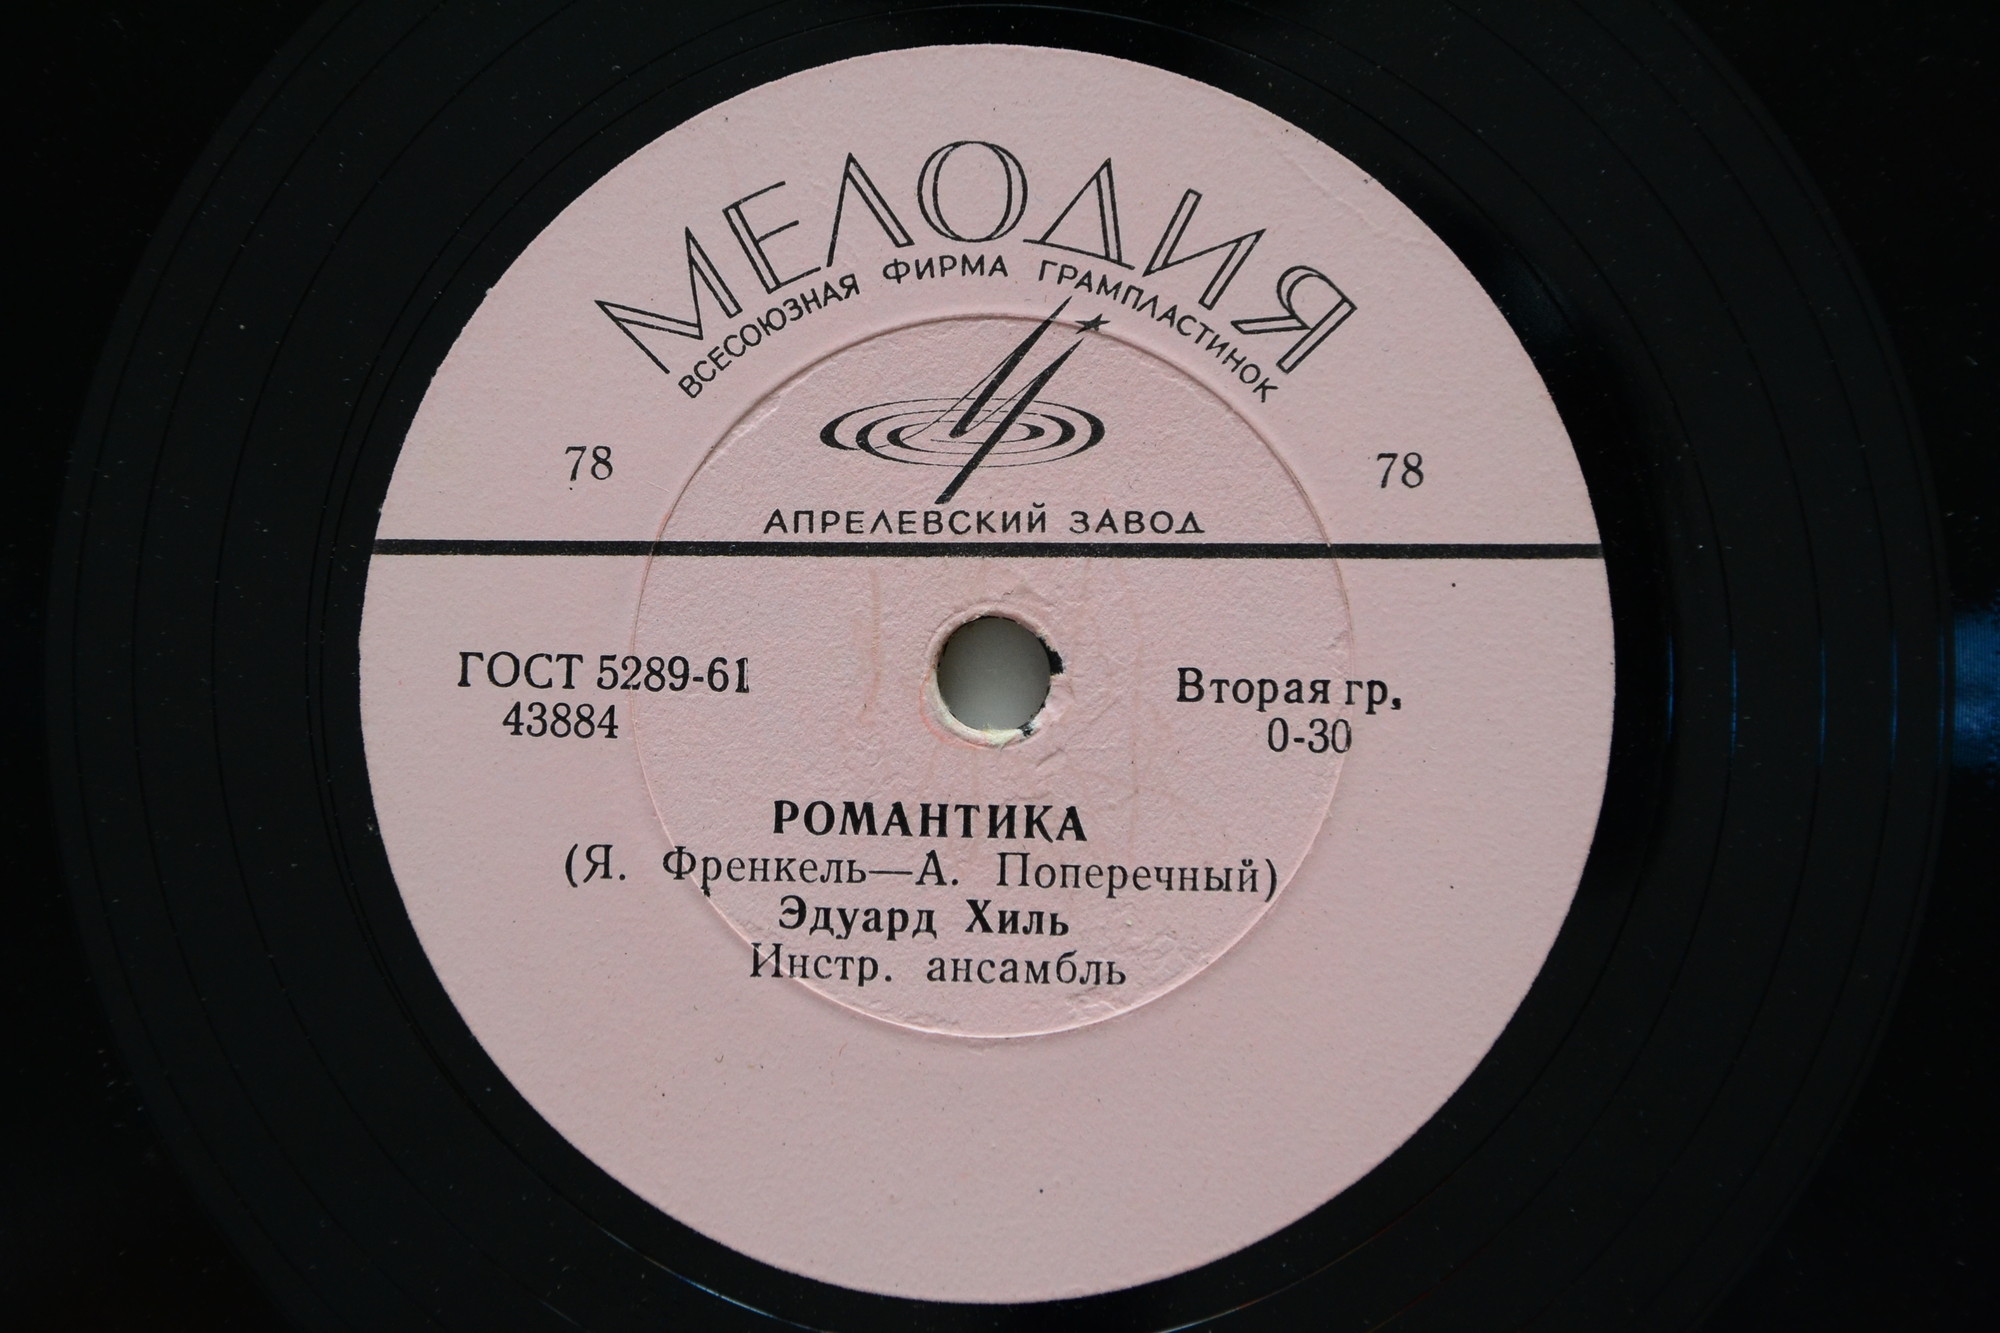 МЕЛОДИЯ
ВСЕСОЮЗНАЯ ФИРМА ГРАМПЛАСТИНОК
78 78
АПРЕЛЕВСКИЙ ЗАВОД
ГОСТ 5289-61 Вторая гр.
43884 0-30
РОМАНТИКА
(Я. Френкель—А. Поперечный)
Эдуард Хиль
Инстр. ансамбль